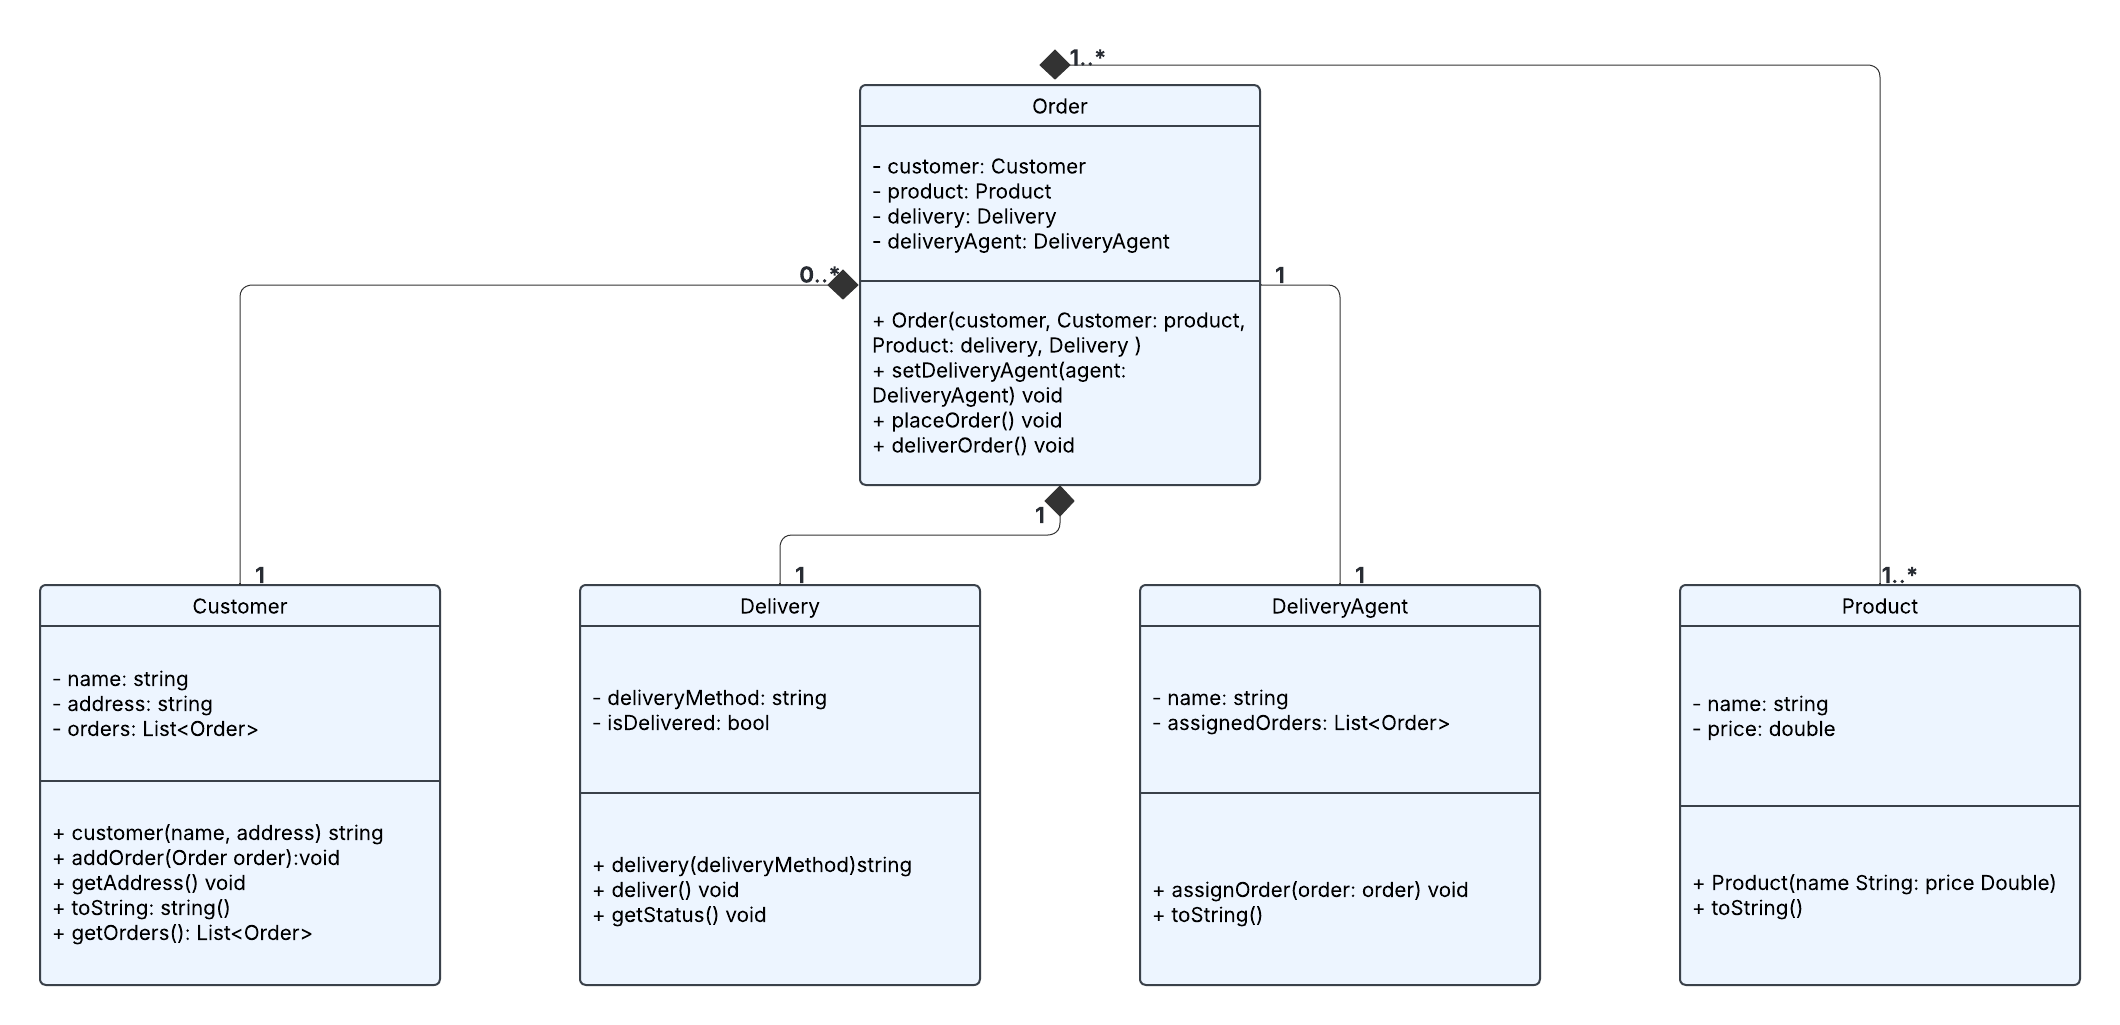 1..*
Order
- customer: Customer
- product: Product
- delivery: Delivery
- deliveryAgent: DeliveryAgent
0..*
1
+ Order(customer, Customer: product,
Product: delivery, Delivery )
+ setDeliveryAgent(agent:
DeliveryAgent) void
+ placeOrder() void
+ deliverOrder() void
1
1
1
1
1..*
Customer
- name: string
- address: string
- orders: List<Order>
+ customer(name, address) string
+ addOrder(Order order):void
+ getAddress() void
+ toString: string()
+ getOrders(): List<Order>
Delivery
- deliveryMethod: string
- isDelivered: bool
+ delivery(deliveryMethod)string
+ deliver() void
+ getStatus() void
DeliveryAgent
- name: string
- assignedOrders: List<Order>
+ assignOrder(order: order) void
+ toString()
Product
- name: string
- price: double
+ Product(name String: price Double)
+ toString()